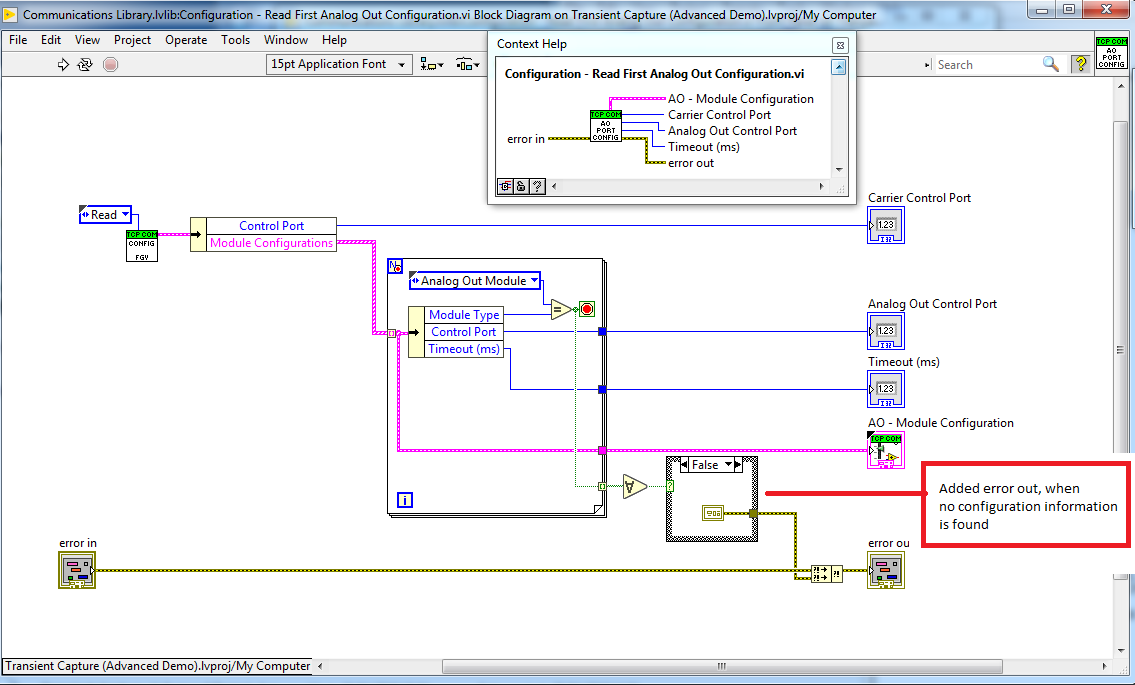 Communications Library.lvlib:Configuration - Read First Analog Out Configuration.vi Block Diagram on Transient Capture (Advanced Demo).lvproj/My Computer
File Edit View Project Operate Tools Window Help
15pt Application Font
Search
TCP COM
AO
PORT
CONFIG
Context Help
Configuration - Read First Analog Out Configuration.vi
AO - Module Configuration
Carrier Control Port
Analog Out Control Port
Timeout (ms)
error out
error in
TCP COM
AO
PORT
CONFIG
Read
TCP COM
CONFIG
FGV
Control Port
Module Configurations
Carrier Control Port
1.23
I32
N
Analog Out Module
Module Type
Control Port
Timeout (ms)
i
Analog Out Control Port
1.23
I32
Timeout (ms)
1.23
I32
AO - Module Configuration
TCP COM
False
Added error out, when
no configuration information
is found
error in
error ou
Transient Capture (Advanced Demo).lvproj/My Computer